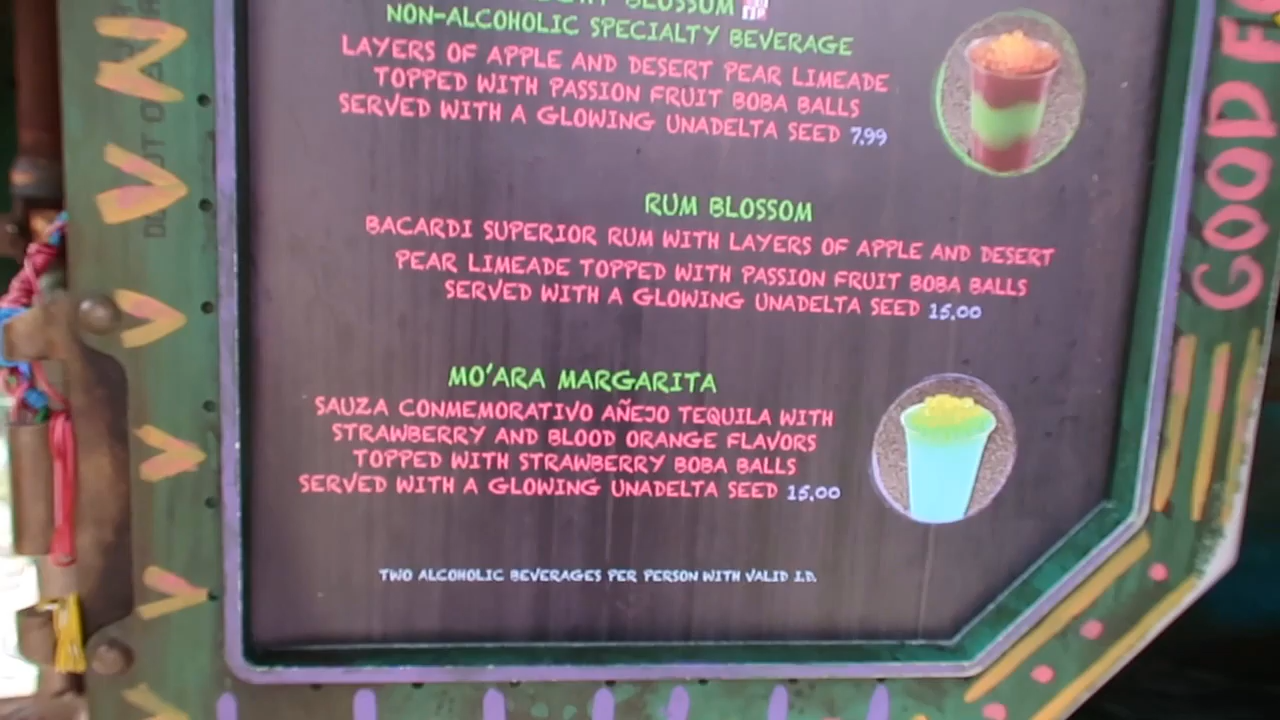 BLOSSOM
NON-ALCOHOLIC SPECIALTY BEVERAGE
LAYERS OF APPLE AND DESERT PEAR LIMEADE
TOPPED WITH PASSION FRUIT BOBA BALLS
SERVED WITH A GLOWING UNADELTA SEED 7.99
RUM BLOSSOM
BACARDI SUPERIOR RUM WITH LAYERS OF APPLE AND DESERT
PEAR LIMEADE TOPPED WITH PASSION FRUIT BOBA BALLS
SERVED WITH A GLOWING UNADELTA SEED 15.00
MO'ARA MARGARITA
SAUZA CONMEMORATIVO AÑEJO TEQUILA WITH
STRAWBERRY AND BLOOD ORANGE FLAVORS
TOPPED WITH STRAWBERRY BOBA BALLS
SERVED WITH A GLOWING UNADELTA SEED 15.00
TWO ALCOHOLIC BEVERAGES PER PERSON WITH VALID I.D.
GOOD